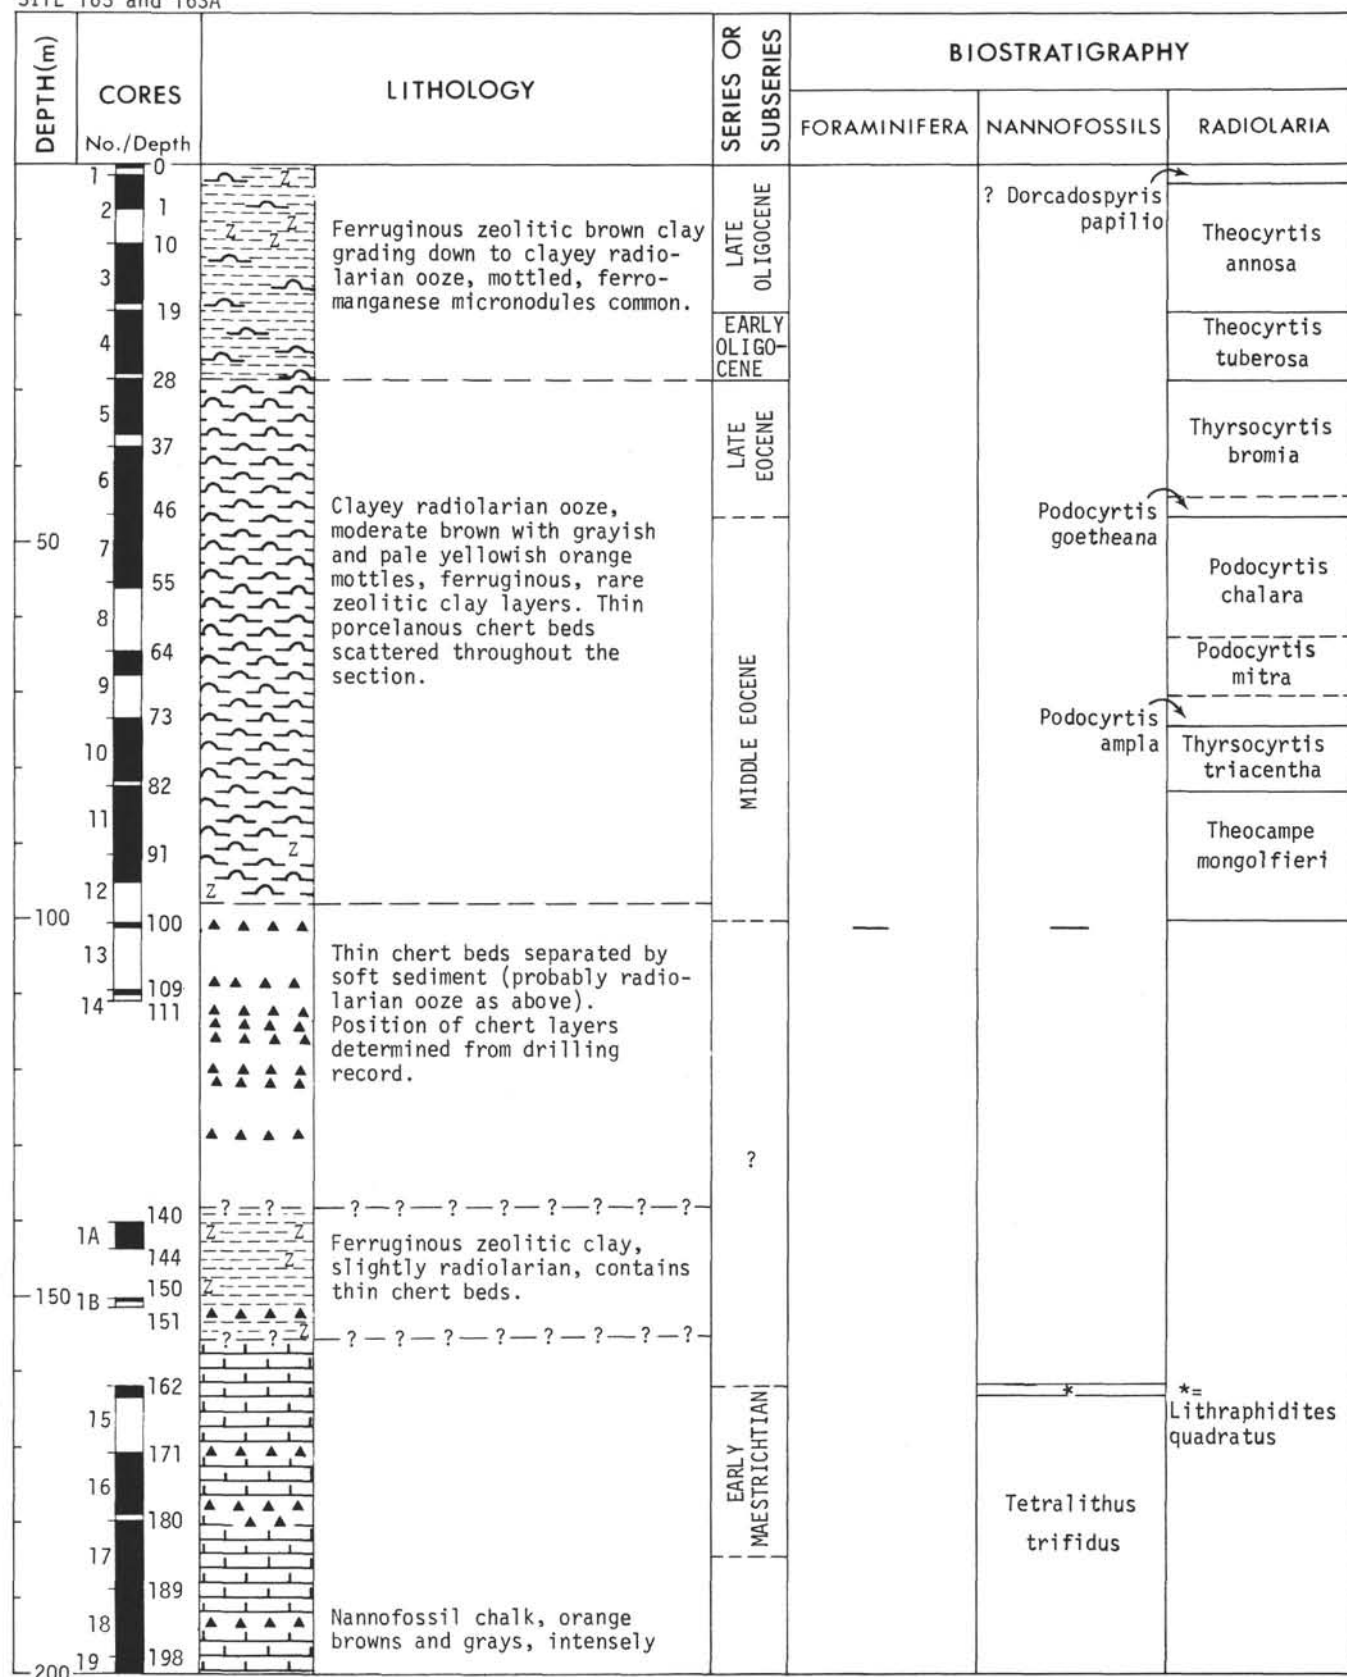 SITE 163 and 163A
DEPTH(m)
CORES
No./Depth
LITHOLOGY
SERIES OR
SUBSERIES
BIOSTRATIGRAPHY
FORAMINIFERA
NANNOFOSSILS
RADIOLARIA
0
1
1
2
10
3
19
4
28
5
37
6
46
50
7
55
8
64
9
73
10
82
11
91
12
100
100
13
109
14
111
140
1A
144
150
150
1B
151
162
15
171
16
180
17
189
18
198
19
200
Z
Z
Z
Z
Ferruginous zeolitic brown clay
grading down to clayey radio-
larian ooze, mottled, ferro-
manganese micronodules common.
Clayey radiolarian ooze,
moderate brown with grayish
and pale yellowish orange
mottles, ferruginous, rare
zeolitic clay layers. Thin
porcelanous chert beds
scattered throughout the
section.
Z
Z
Thin chert beds separated by
soft sediment (probably radio-
larian ooze as above).
Position of chert layers
determined from drilling
record.
? ? ? ? ? ? ? ? ?
Z Z
Z
Z
Ferruginous zeolitic clay,
slightly radiolarian, contains
thin chert beds.
Z
? ? ? ? ? ? ? ? ?
Nannofossil chalk, orange
browns and grays, intensely
LATE
OLIGOCENE
EARLY
OLIGO-
CENE
LATE
EOCENE
MIDDLE EOCENE
?
EARLY
MAESTRICHTIAN
? Dorcadospyris
papilio
Theocyrtis
annosa
Theocyrtis
tuberosa
Thyrsocyrtis
bromia
Podocyrtis
goetheana
Podocyrtis
chalara
Podocyrtis
mitra
Podocyrtis
ampla
Thyrsocyrtis
triacentha
Theocampe
mongolfieri
*
*=
Lithraphidites
quadratus
Tetralithus
trifidus